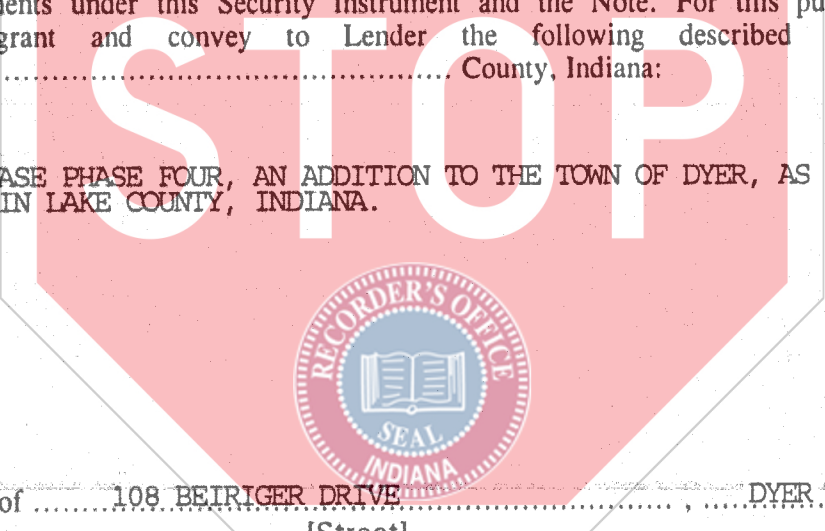 ents under this Security Instrument and the Note. For this pu
grant and convey to Lender the following described
........................................................ County, Indiana:
STOP
ASE PHASE FOUR, AN ADDITION TO THE TOWN OF DYER, AS
IN LAKE COUNTY, INDIANA.
RECORDER'S OFFICE
SEAL
INDIANA
of ........108 BEIRIGER DRIVE........................................ , .....DYER.
[Street]